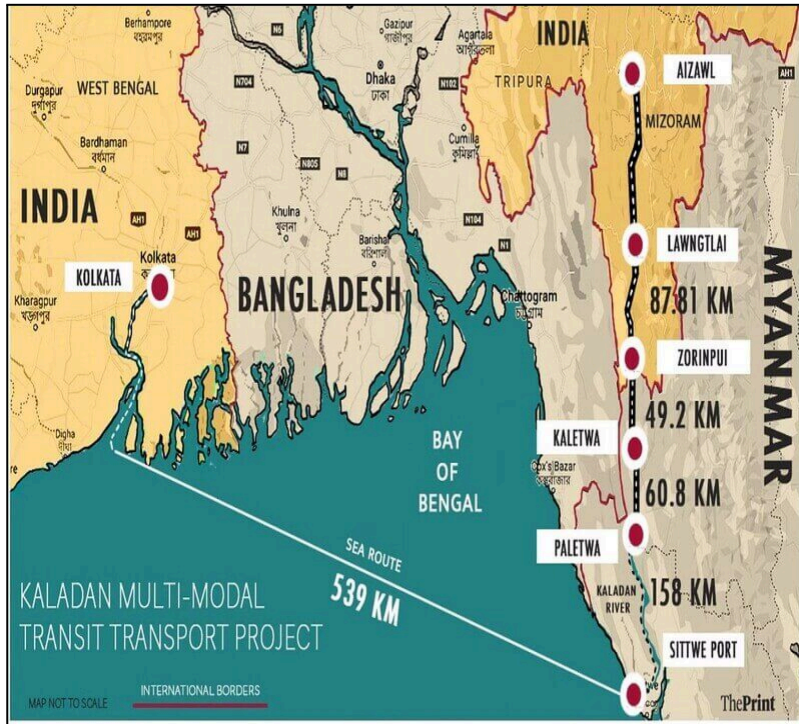 Berhampore
বহরমপুর
N6
Gazipur
গাজীপুর
Agartala
আগরতলা
INDIA
AIZAWL
AH1
Durgapur
দুর্গাপুর
WEST BENGAL
N704
Dhaka
ঢাকা
N102
TRIPURA
MIZORAM
Bardhaman
বর্ধমান
N7
N805
N8
Cumilla
কুমিল্লা
INDIA
AH1
AH1
Khulna
খুলনা
N104
LAWNGTLAI
Kolkata
KOLKATA
Barishal
বরিশাল
N1
MYANMAR
Kharagpur
খড়্গপুর
BANGLADESH
Chattogram
87.81 KM
ZORINPUI
49.2 KM
Digha
দীঘা
BAY
OF
BENGAL
KALETWA
Cox's Bazar
কক্সবাজার
60.8 KM
PALETWA
SEA ROUTE
539 KM
KALADAN
RIVER
158 KM
KALADAN MULTI-MODAL
TRANSIT TRANSPORT PROJECT
SITTWE PORT
MAP NOT TO SCALE
INTERNATIONAL BORDERS
ThePrint